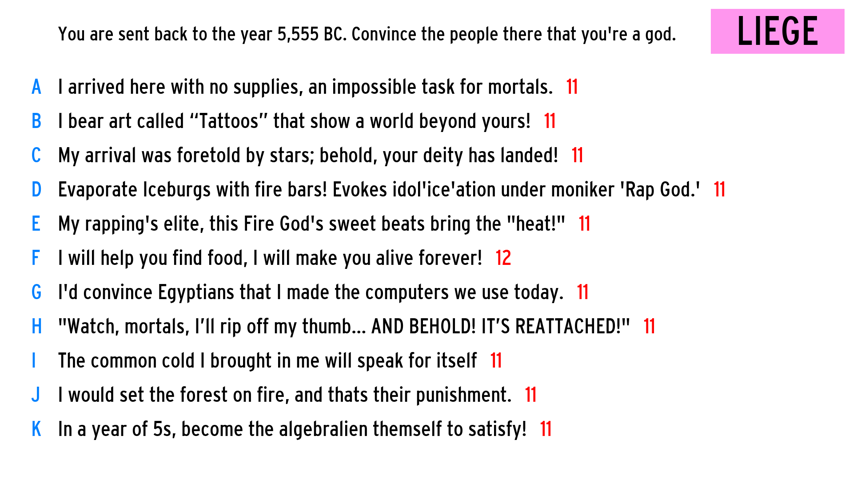 You are sent back to the year 5,555 BC. Convince the people there that you're a god.
LIEGE
A I arrived here with no supplies, an impossible task for mortals. 11
B I bear art called “Tattoos” that show a world beyond yours! 11
C My arrival was foretold by stars; behold, your deity has landed! 11
D Evaporate Iceburgs with fire bars! Evokes idol'ice'ation under moniker 'Rap God.' 11
E My rapping's elite, this Fire God's sweet beats bring the "heat!" 11
F I will help you find food, I will make you alive forever! 12
G I'd convince Egyptians that I made the computers we use today. 11
H "Watch, mortals, I’ll rip off my thumb... AND BEHOLD! IT’S REATTACHED!" 11
I The common cold I brought in me will speak for itself 11
J I would set the forest on fire, and thats their punishment. 11
K In a year of 5s, become the algebralien themself to satisfy! 11